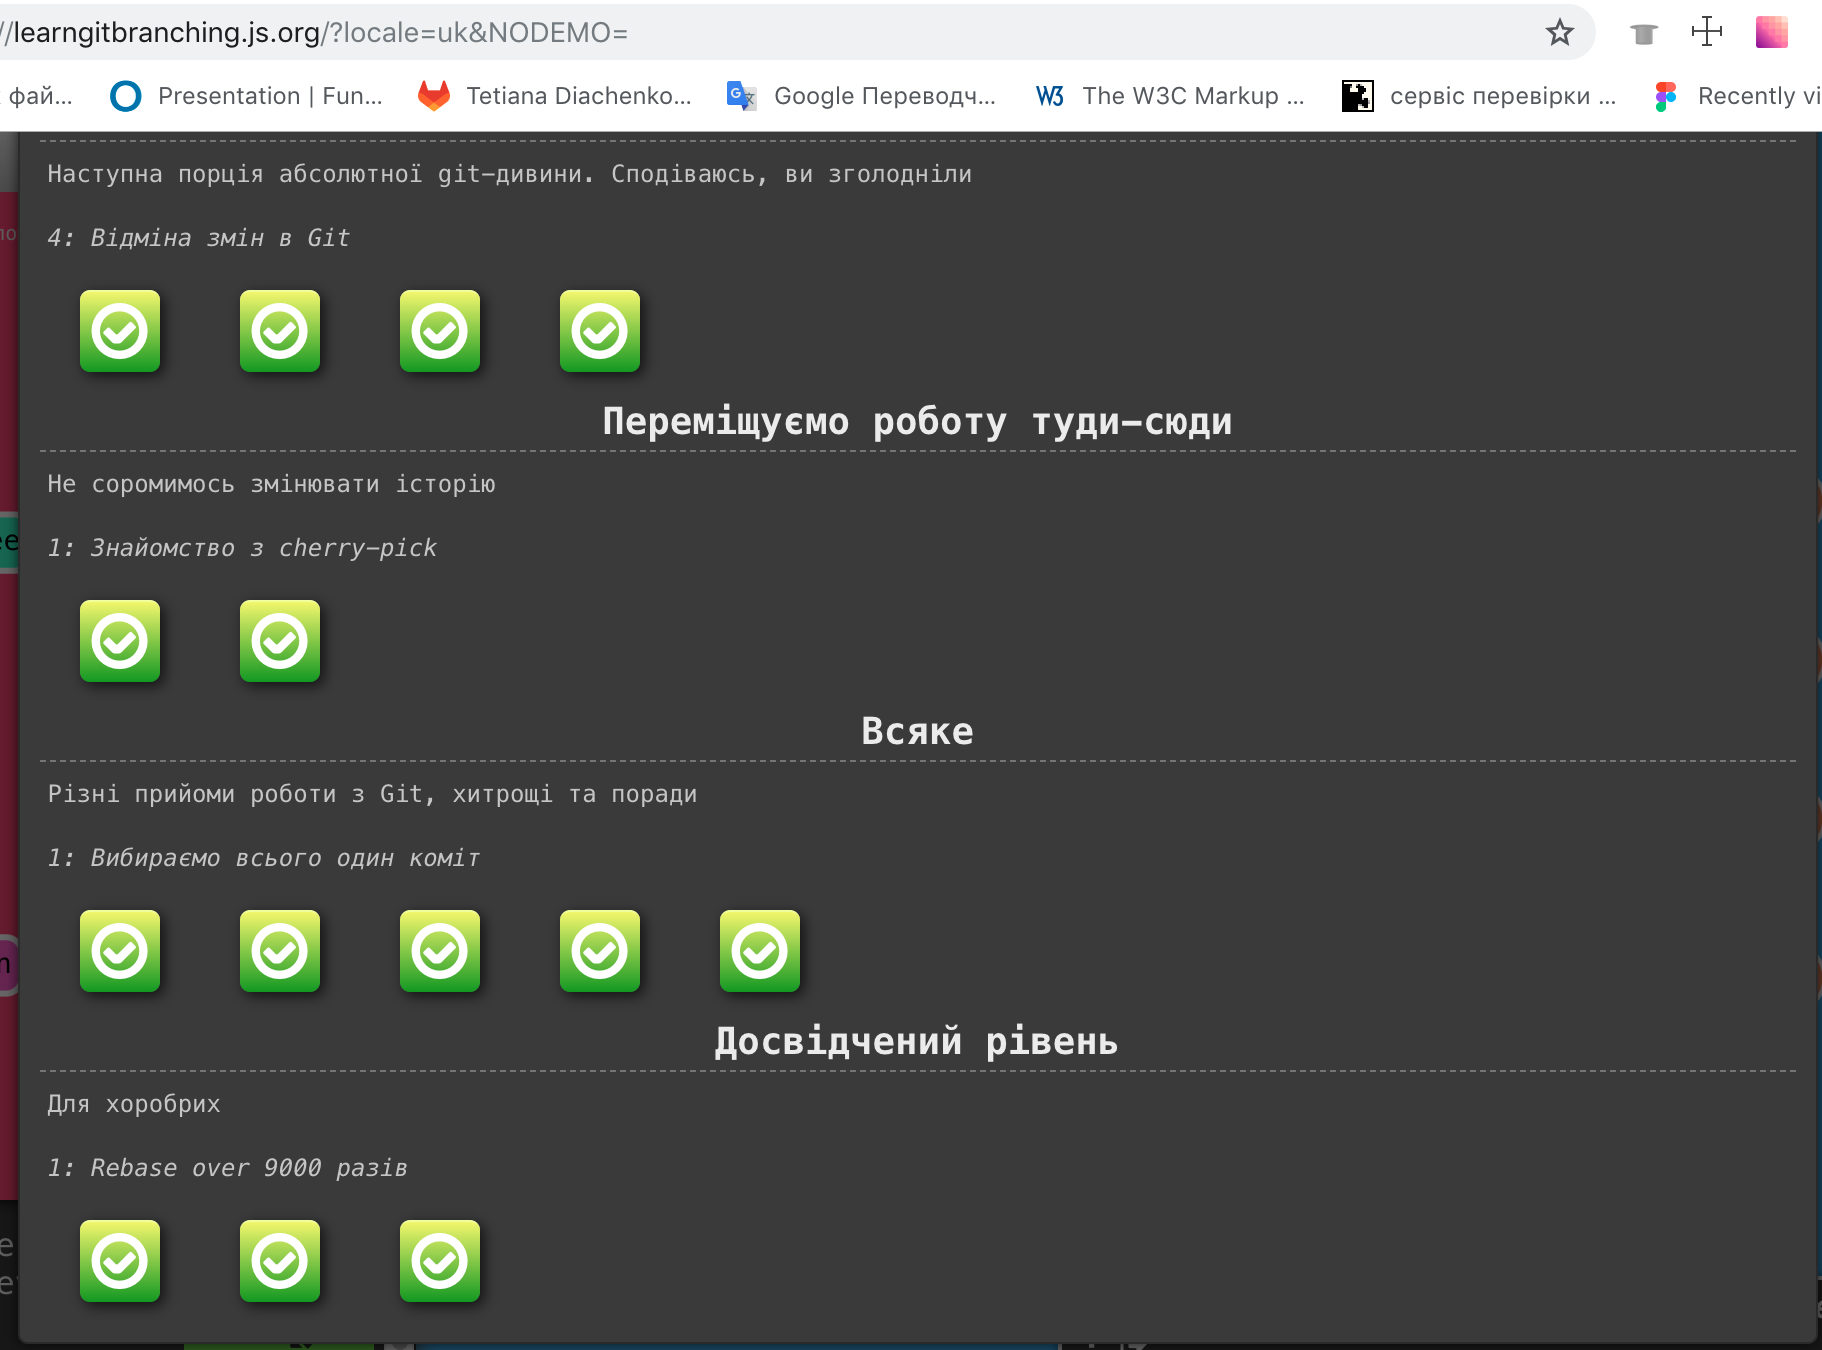 //learngitbranching.js.org/?locale=uk&NODEMO=
фай...
Presentation | Fun...
Tetiana Diachenko...
Google Переводч...
The W3C Markup ...
сервіс перевірки ...
Recently vi
Наступна порція абсолютної git-дивини. Сподіваюсь, ви зголодніли
4: Відміна змін в Git
Переміщуємо роботу туди-сюди
Не соромимось змінювати історію
1: Знайомство з cherry-pick
Всяке
Різні прийоми роботи з Git, хитрощі та поради
1: Вибираємо всього один коміт
Досвідчений рівень
Для хоробрих
1: Rebase over 9000 разів